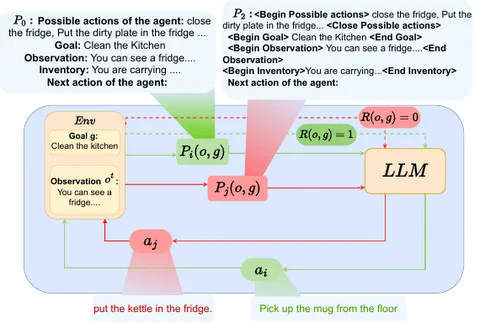 P₀ : Possible actions of the agent: close
the fridge, Put the dirty plate in the fridge ...
Goal: Clean the Kitchen
Observation: You can see a fridge....
Inventory: You are carrying ....
Next action of the agent:
P₂ : <Begin Possible actions> close the fridge, Put the
dirty plate in the fridge... <Close Possible actions>
<Begin Goal> Clean the Kitchen <End Goal>
<Begin Observation> You can see a fridge....<End
Observation>
<Begin Inventory>You are carrying...<End Inventory>
Next action of the agent:
Env
Goal g:
Clean the kitchen
Observation oᵗ:
You can see a
fridge....
Pᵢ(o, g)
Pⱼ(o, g)
R(o, g) = 0
R(o, g) = 1
LLM
aⱼ
aᵢ
put the kettle in the fridge.
Pick up the mug from the floor